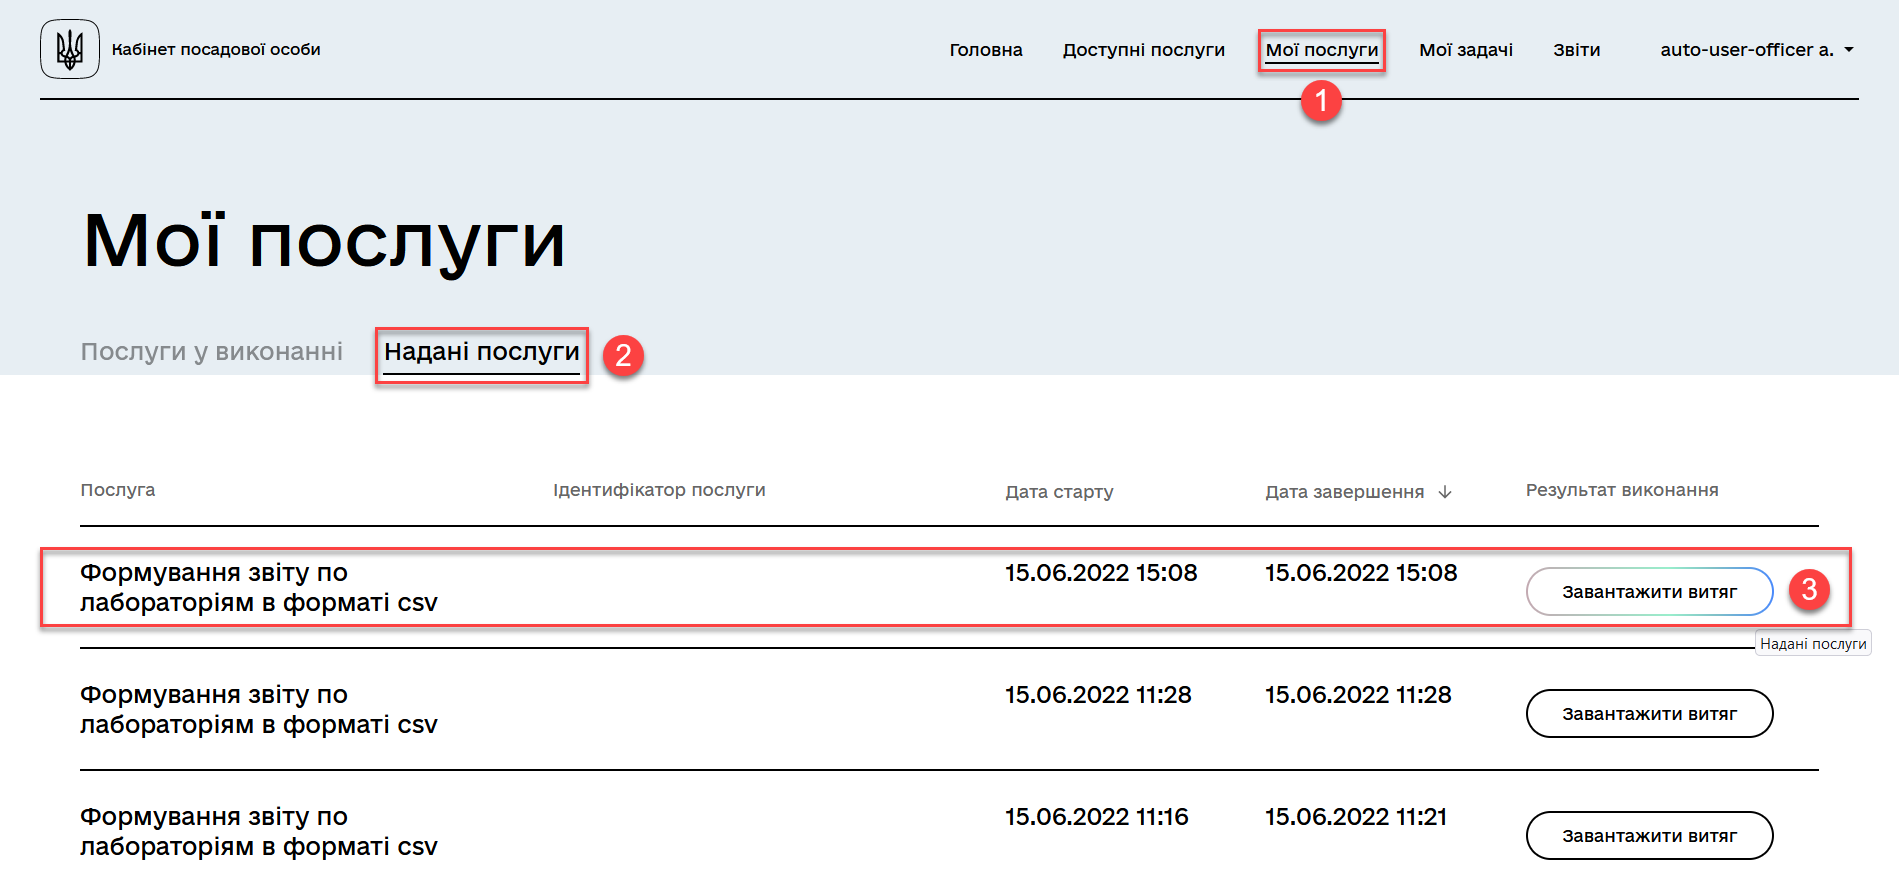 Кабінет посадової особи
Головна
Доступні послуги
Мої послуги
Мої задачі
Звіти
auto-user-officer a.
1
Мої послуги
Послуги у виконанні
Надані послуги
2
Послуга
Ідентифікатор послуги
Дата старту
Дата завершення
Результат виконання
Формування звіту по
лабораторіям в форматі csv
15.06.2022 15:08
15.06.2022 15:08
Завантажити витяг
3
Надані послуги
Формування звіту по
лабораторіям в форматі csv
15.06.2022 11:28
15.06.2022 11:28
Завантажити витяг
Формування звіту по
лабораторіям в форматі csv
15.06.2022 11:16
15.06.2022 11:21
Завантажити витяг